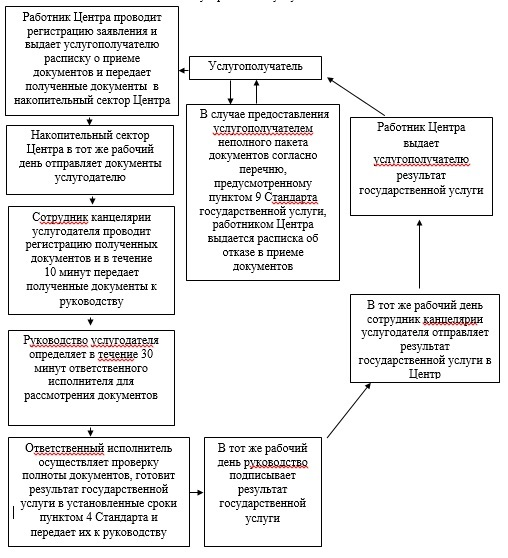 Работник Центра проводит
регистрацию заявления и
выдает услугополучателю
расписку о приеме
документов и передает
полученные документы в
накопительный сектор Центра
Услугополучатель
Накопительный сектор
Центра в тот же рабочий
день отправляет документы
услугодателю
В случае предоставления
услугополучателем
неполного пакета
документов согласно
перечню,
предусмотренному
пунктом 9 Стандарта
государственной услуги,
работником Центра
выдается расписка об
отказе в приеме
документов
Работник Центра
выдает
услугополучателю
результат
государственной услуги
Сотрудник канцелярии
услугодателя проводит
регистрацию полученных
документов и в течение
10 минут передает
полученные документы к
руководству
Руководство услугодателя
определяет в течение 30
минут ответственного
исполнителя для
рассмотрения документов
В тот же рабочий день
сотрудник канцелярии
услугодателя отправляет
результат
государственной услуги в
Центр
Ответственный исполнитель
осуществляет проверку
полноты документов, готовит
результат государственной
услуги в установленные сроки
пунктом 4 Стандарта и
передает их к руководству
В тот же рабочий
день руководство
подписывает
результат
государственной
услуги